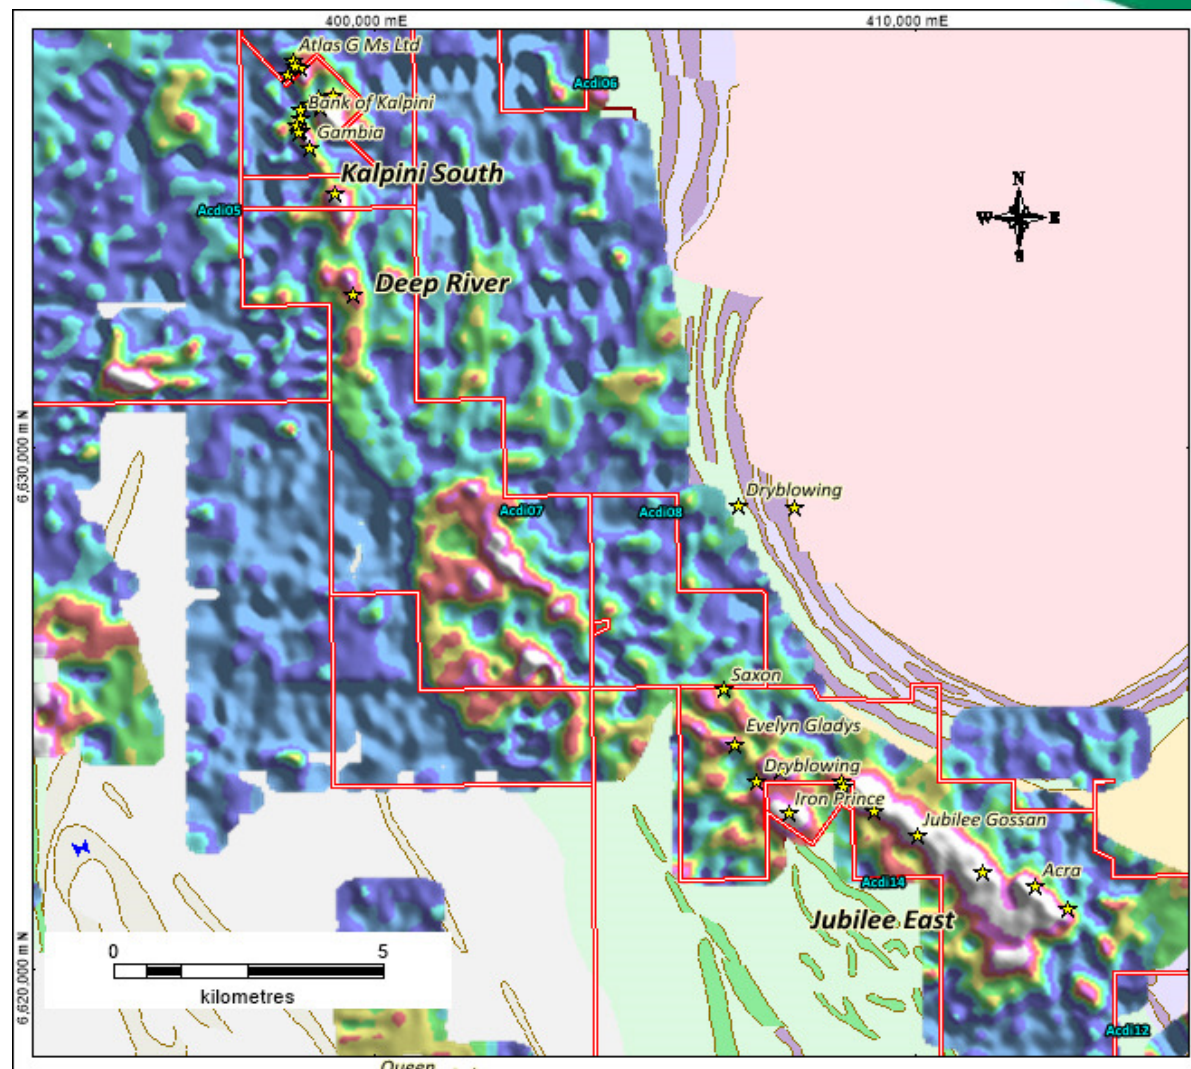 400,000 mE
410,000 mE
Atlas G Ms Ltd
Acdi06
Bank of Kalpini
Gambia
Kalpini South
N
W
E
S
Acdi05
Deep River
6,630,000 m N
Dryblowing
Acdi07
Acdi08
Saxon
Evelyn Gladys
Dryblowing
Iron Prince
Jubilee Gossan
Acra
Acdi14
Jubilee East
0
5
kilometres
6,620,000 m N
Acdi12
Queen